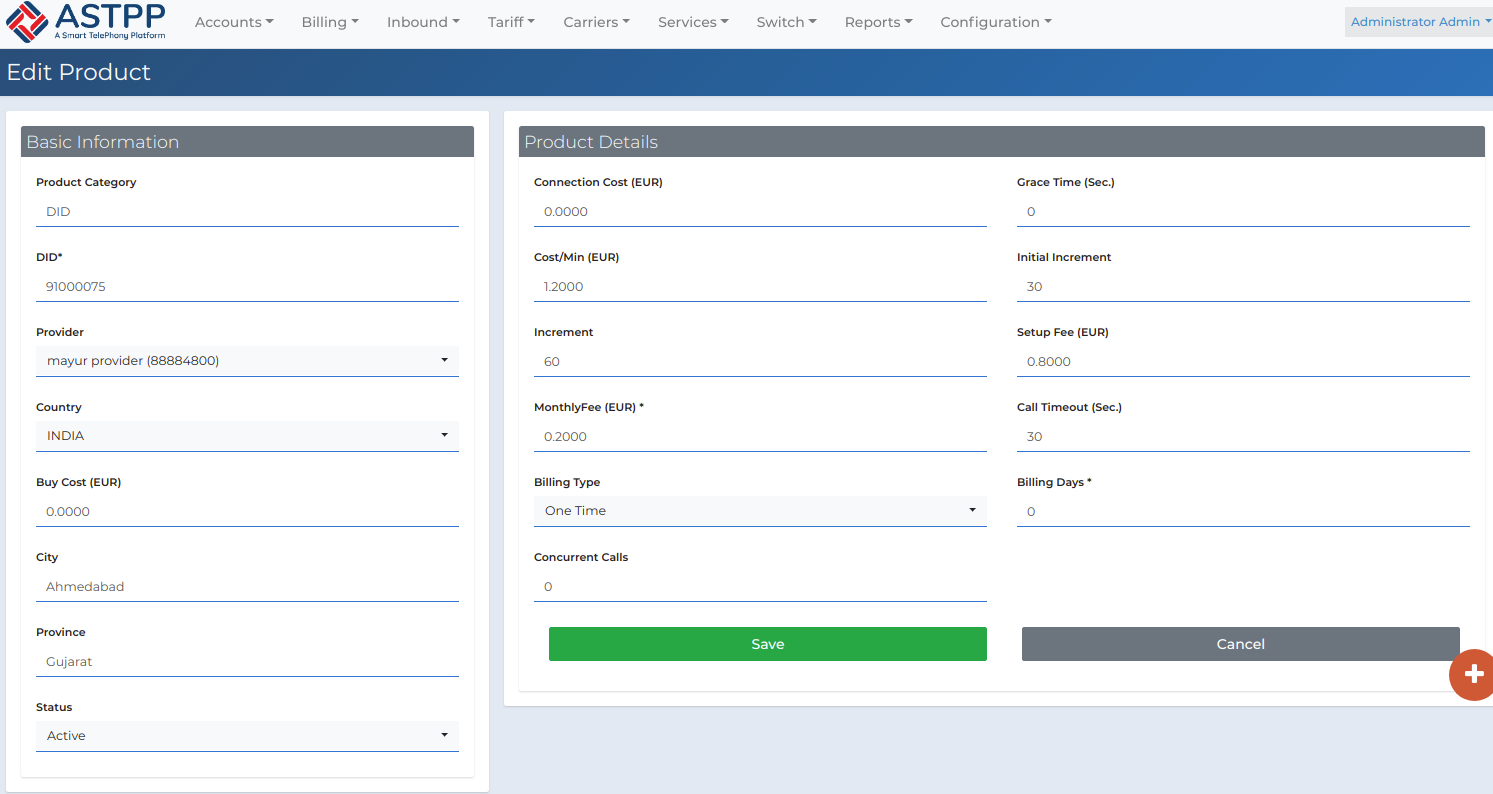 ASTPP
A Smart TelePhony Platform
Accounts Billing Inbound Tariff Carriers Services Switch Reports Configuration Administrator Admin
Edit Product
Basic Information
Product Category
DID
DID*
91000075
Provider
mayur provider (88884800)
Country
INDIA
Buy Cost (EUR)
0.0000
City
Ahmedabad
Province
Gujarat
Status
Active
Product Details
Connection Cost (EUR)
0.0000
Grace Time (Sec.)
0
Cost/Min (EUR)
1.2000
Initial Increment
30
Increment
60
Setup Fee (EUR)
0.8000
MonthlyFee (EUR) *
0.2000
Call Timeout (Sec.)
30
Billing Type
One Time
Billing Days *
0
Concurrent Calls
0
Save
Cancel